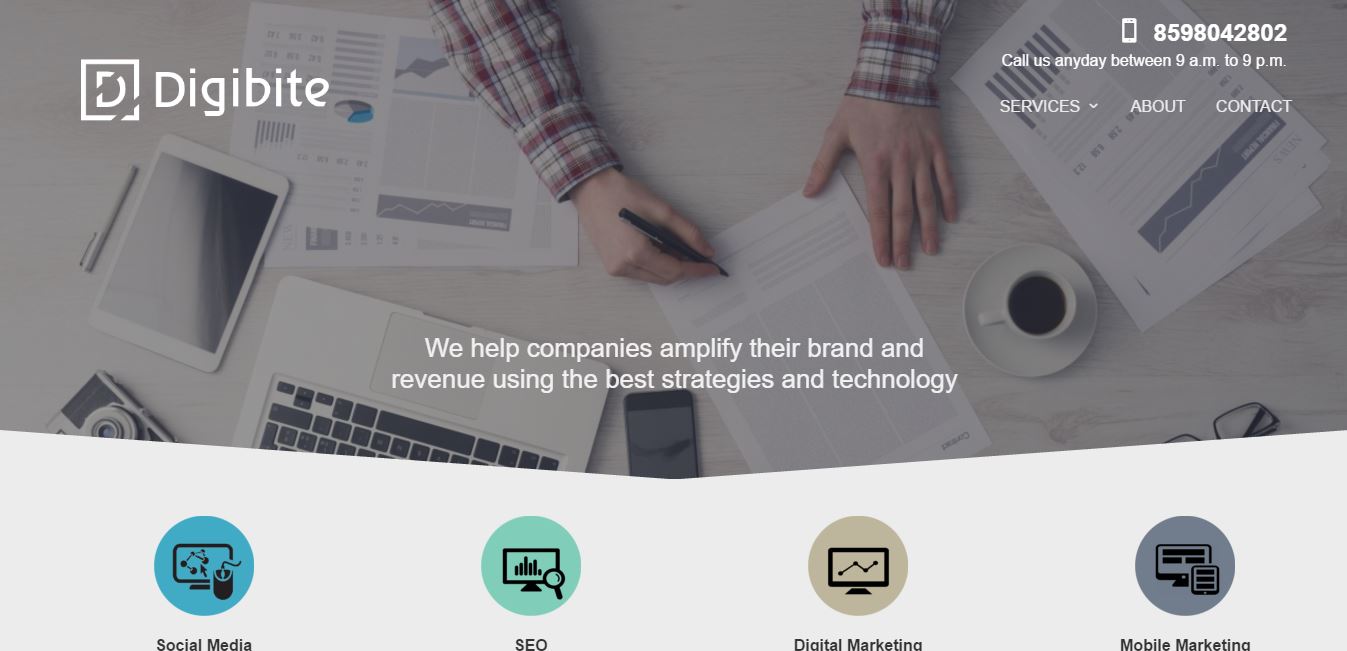 8598042802
Call us anyday between 9 a.m. to 9 p.m.
Digibite
SERVICES ABOUT CONTACT
We help companies amplify their brand and
revenue using the best strategies and technology
Contract
Social Media
SEO
Digital Marketing
Mobile Marketing